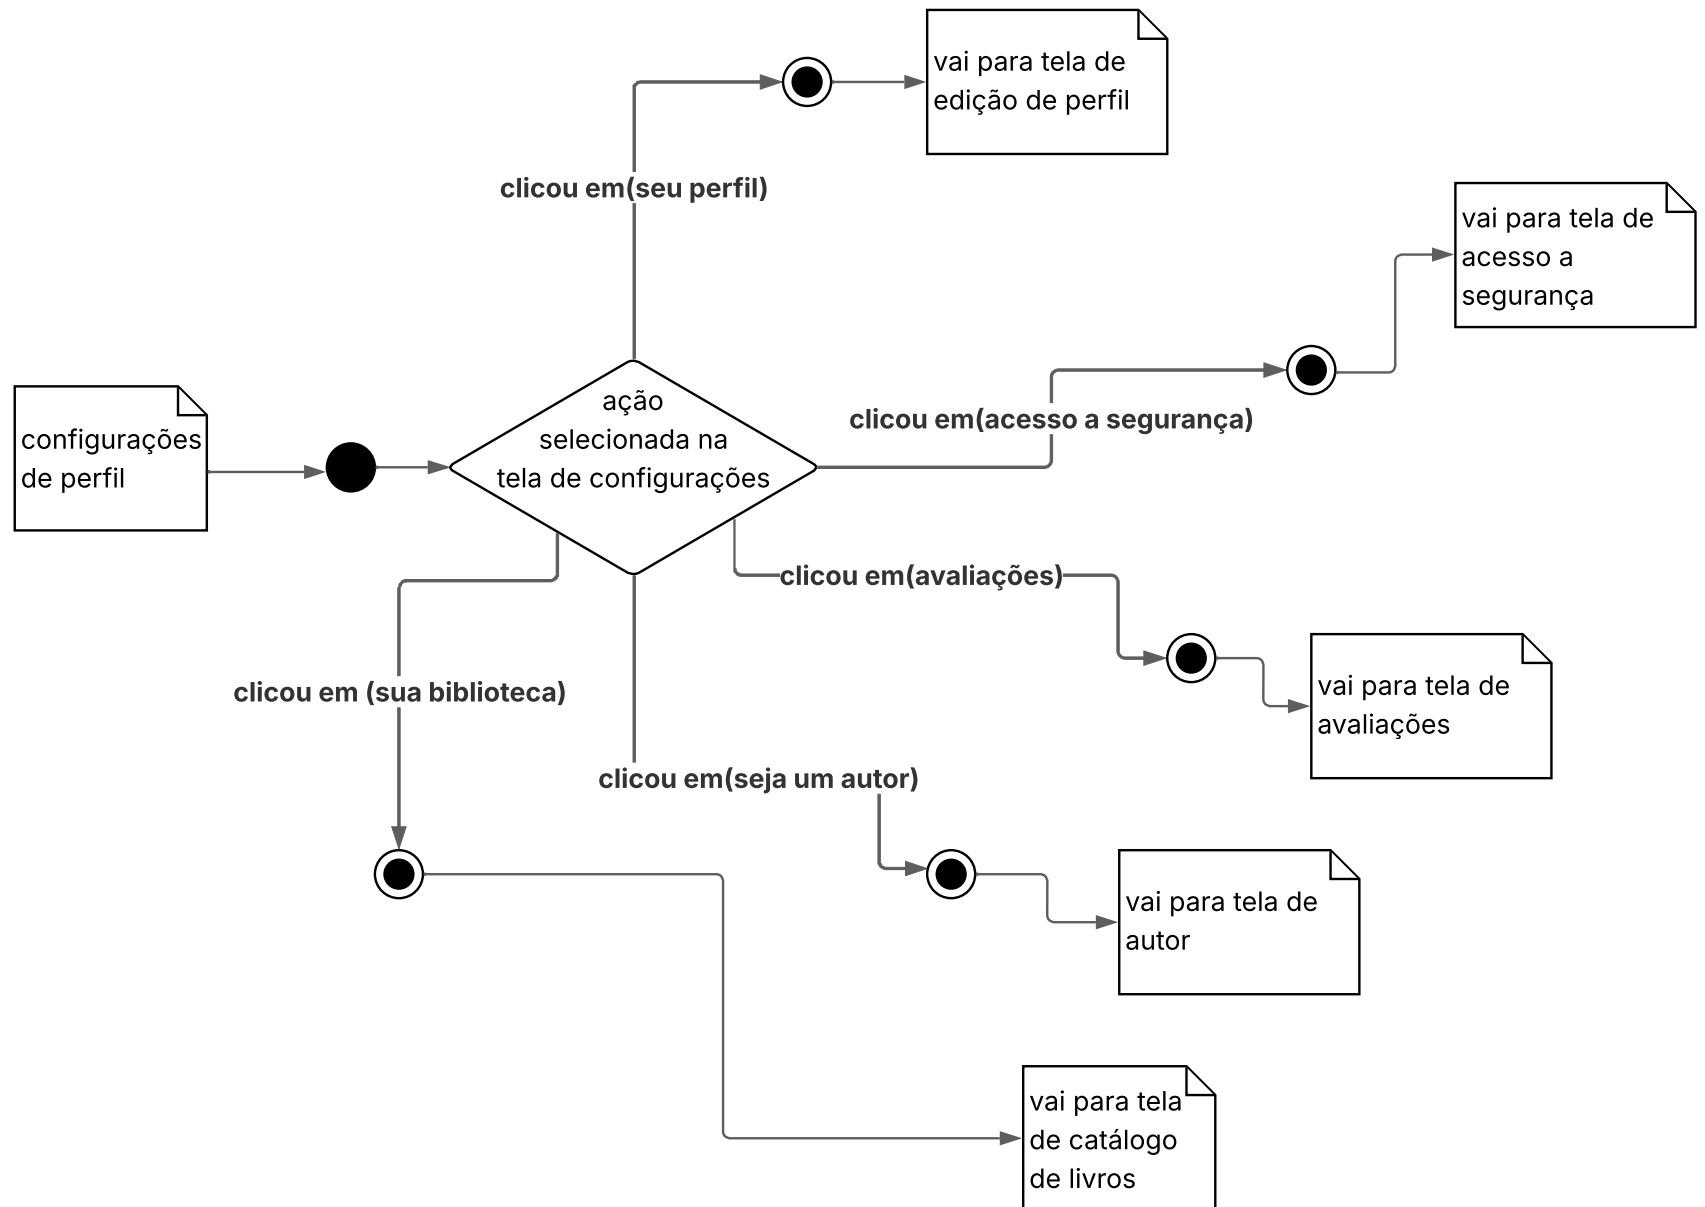 vai para tela de
edição de perfil
clicou em(seu perfil)
vai para tela de
acesso a
segurança
configurações
de perfil
ação
selecionada na
tela de configurações
clicou em(acesso a segurança)
clicou em(avaliações)
vai para tela de
avaliações
clicou em (sua biblioteca)
clicou em(seja um autor)
vai para tela de
autor
vai para tela
de catálogo
de livros